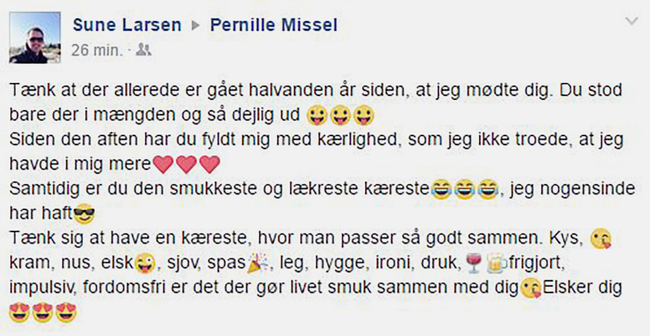 Sune Larsen ▸ Pernille Missel
26 min. ·
Tænk at der allerede er gået halvanden år siden, at jeg mødte dig. Du stod
bare der i mængden og så dejlig ud 😛😛😛
Siden den aften har du fyldt mig med kærlighed, som jeg ikke troede, at jeg
havde i mig mere❤❤❤
Samtidig er du den smukkeste og lækreste kæreste😂😂😂, jeg nogensinde
har haft😎
Tænk sig at have en kæreste, hvor man passer så godt sammen. Kys, 😘
kram, nus, elsk😜, sjov, spas🎉, leg, hygge, ironi, druk,🍷🍺frigjort,
impulsiv, fordomsfri er det der gør livet smuk sammen med dig😘Elsker dig
😍😍😍